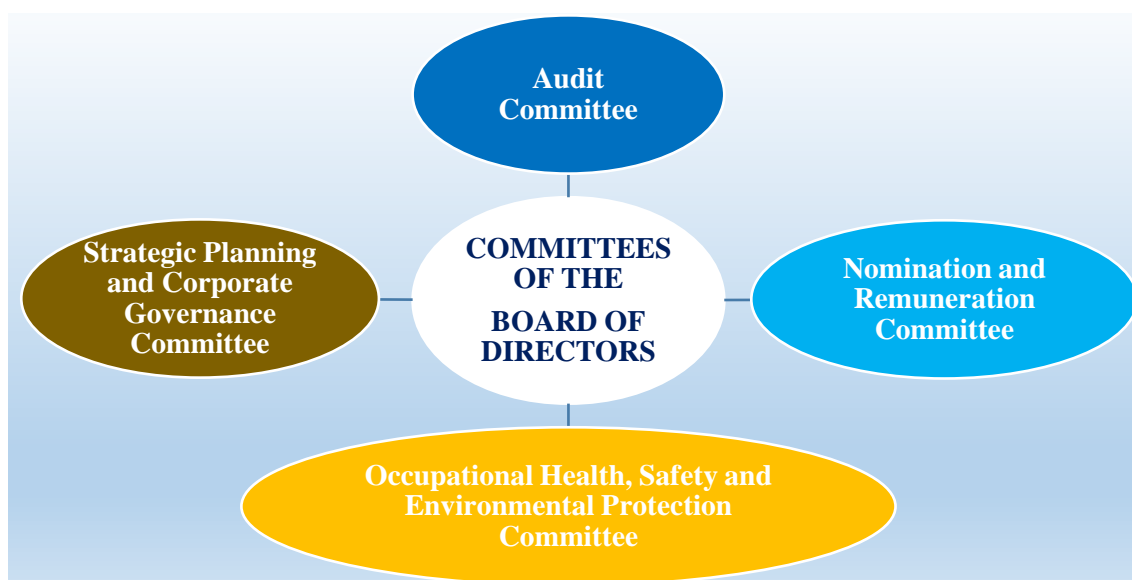 Audit
Committee
Strategic Planning
and Corporate
Governance
Committee
COMMITTEES
OF THE
BOARD OF
DIRECTORS
Nomination and
Remuneration
Committee
Occupational Health, Safety and
Environmental Protection
Committee